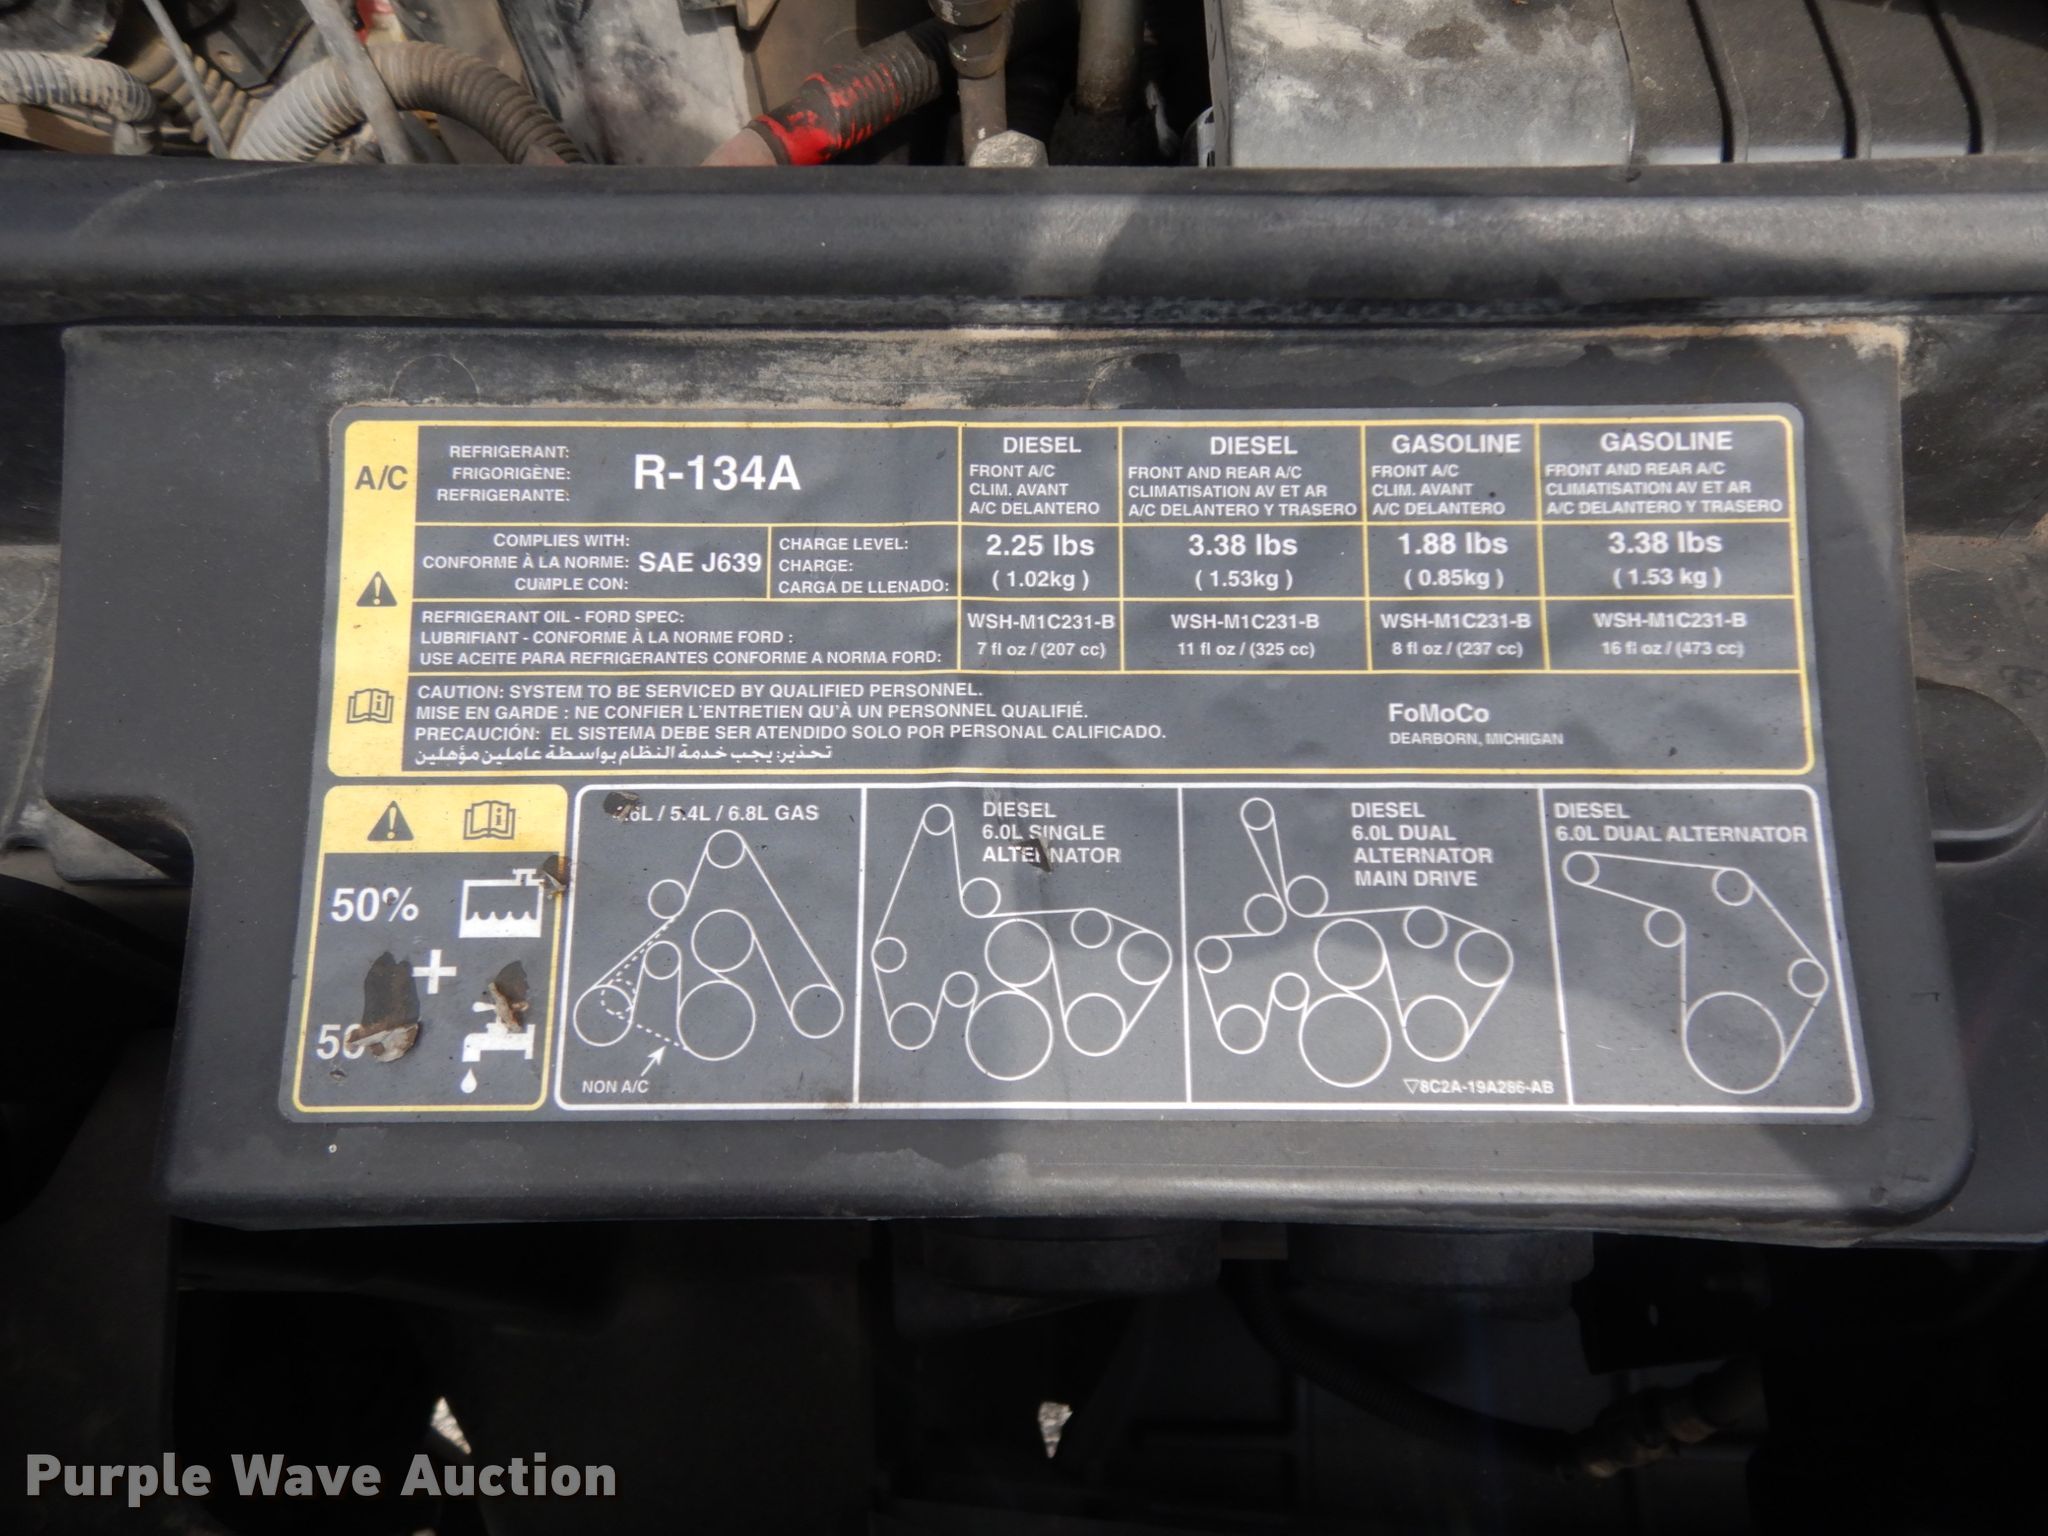 A/C
REFRIGERANT:
FRIGORIGÈNE:
REFRIGERANTE:
R-134A
DIESEL
FRONT A/C
CLIM. AVANT
A/C DELANTERO
DIESEL
FRONT AND REAR A/C
CLIMATISATION AV ET AR
A/C DELANTERO Y TRASERO
GASOLINE
FRONT A/C
CLIM. AVANT
A/C DELANTERO
GASOLINE
FRONT AND REAR A/C
CLIMATISATION AV ET AR
A/C DELANTERO Y TRASERO
COMPLIES WITH:
CONFORME À LA NORME:
CUMPLE CON:
SAE J639
CHARGE LEVEL:
CHARGE:
CARGA DE LLENADO:
2.25 lbs
(1.02kg)
3.38 lbs
(1.53kg)
1.88 lbs
(0.85kg)
3.38 lbs
(1.53 kg)
REFRIGERANT OIL - FORD SPEC:
LUBRIFIANT - CONFORME À LA NORME FORD :
USE ACEITE PARA REFRIGERANTES CONFORME A NORMA FORD:
WSH-M1C231-B
7 fl oz / (207 cc)
WSH-M1C231-B
11 fl oz / (325 cc)
WSH-M1C231-B
8 fl oz / (237 cc)
WSH-M1C231-B
16 fl oz / (473 cc)
CAUTION: SYSTEM TO BE SERVICED BY QUALIFIED PERSONNEL.
MISE EN GARDE : NE CONFIER L'ENTRETIEN QU'À UN PERSONNEL QUALIFIÉ.
PRECAUCIÓN: EL SISTEMA DEBE SER ATENDIDO SOLO POR PERSONAL CALIFICADO.
تحذير: يجب خدمة النظام بواسطة عاملين مؤهلين
FoMoCo
DEARBORN, MICHIGAN
50%
+
50
.6L / 5.4L / 6.8L GAS
NON A/C
DIESEL
6.0L SINGLE
ALTERNATOR
DIESEL
6.0L DUAL
ALTERNATOR
MAIN DRIVE
8C2A-19A286-AB
DIESEL
6.0L DUAL ALTERNATOR
Purple Wave Auction